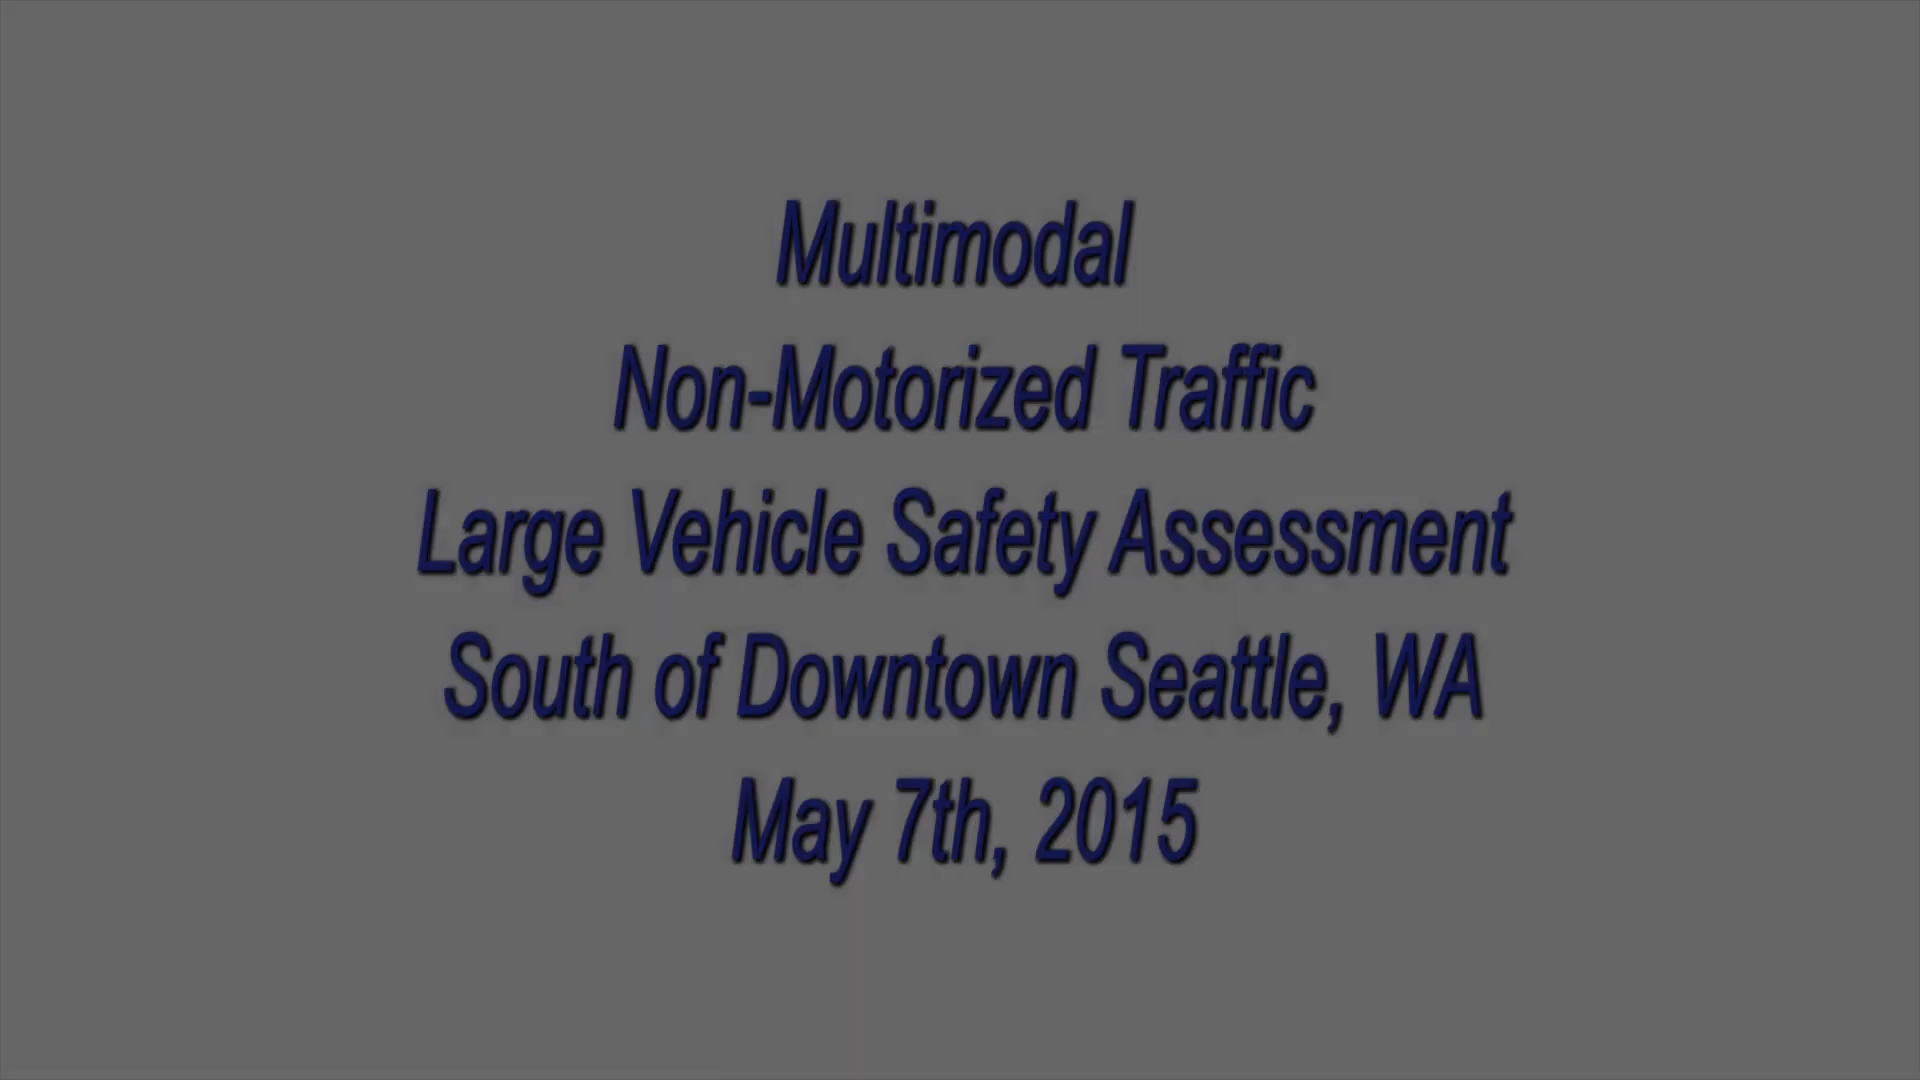 Multimodal
Non-Motorized Traffic
Large Vehicle Safety Assessment
South of Downtown Seattle, WA
May 7th, 2015